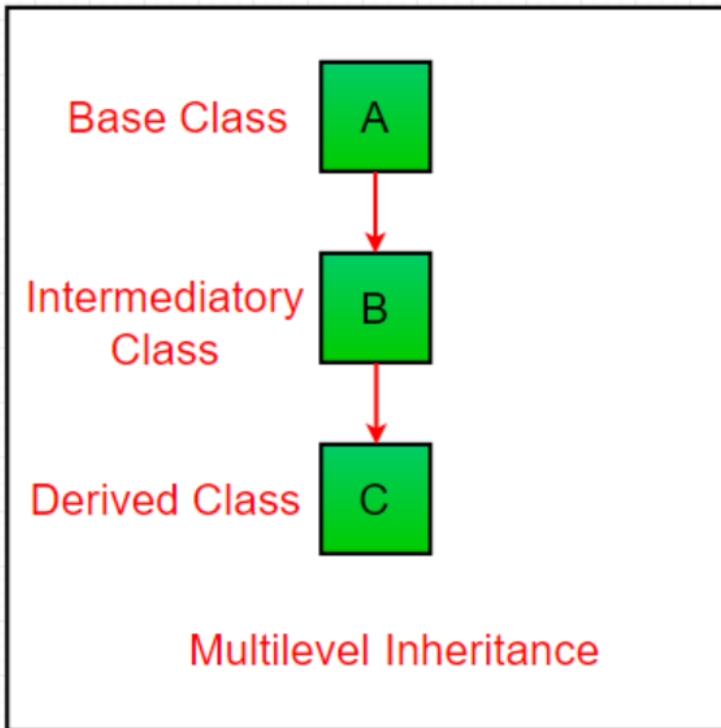 Base Class
A
Intermediatory
Class
B
Derived Class
C
Multilevel Inheritance